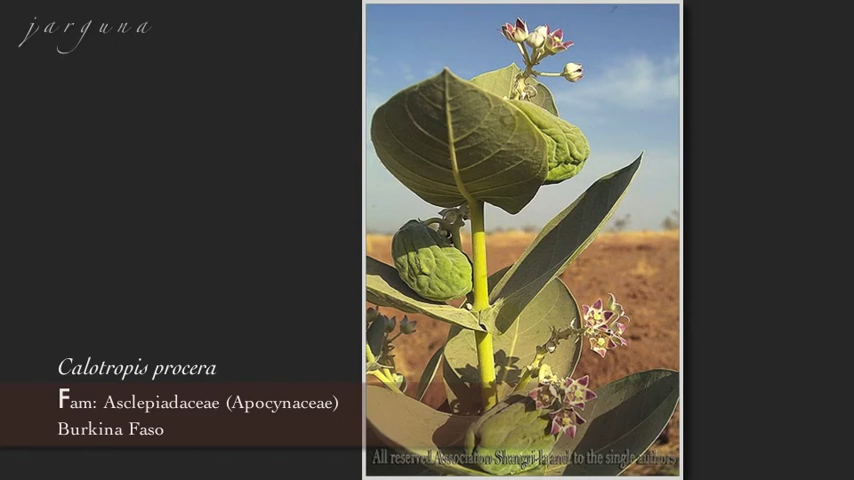 jarguna
Calotropis procera
Fam: Asclepiadaceae (Apocynaceae)
Burkina Faso
All reserved Association Shangri-la and to the single authors